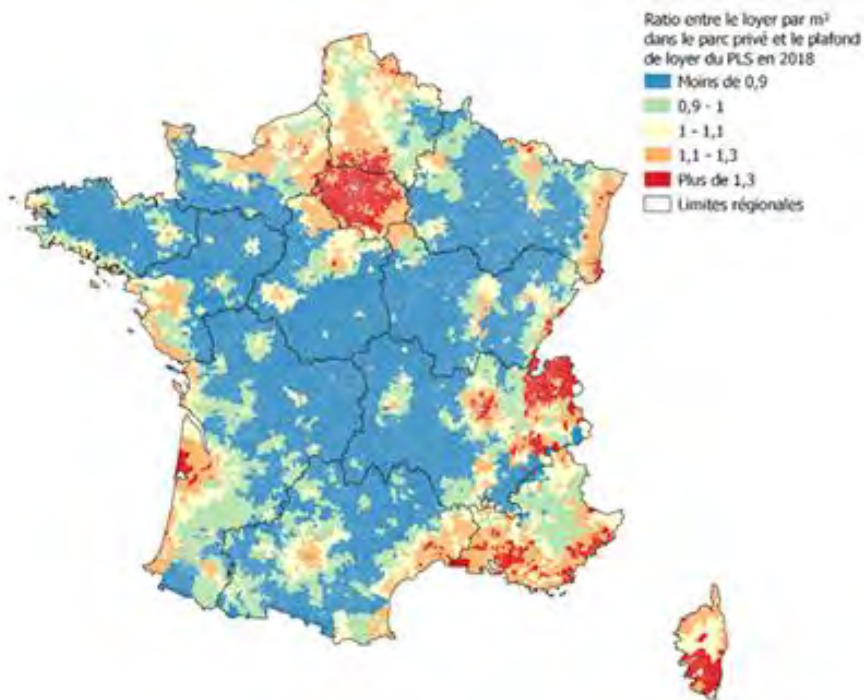 Ratio entre le loyer par m²
dans le parc privé et le plafond
de loyer du PLS en 2018
Moins de 0,9
0,9 - 1
1 - 1,1
1,1 - 1,3
Plus de 1,3
Limites régionales